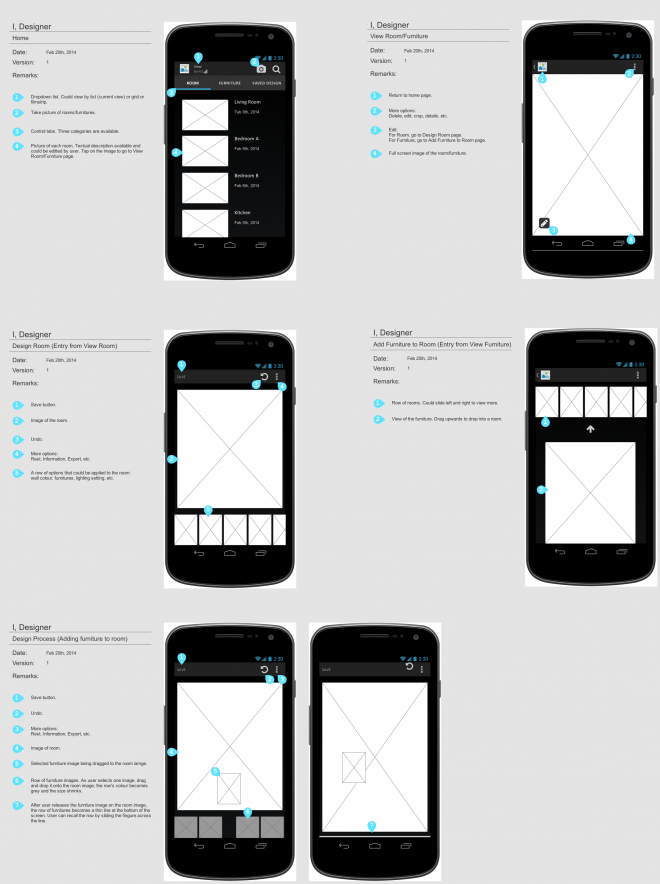 I, Designer
Home
Date: Feb 20th, 2014
Version: 1
Remarks:
1 Dropdown list. Could view by list (current view) or grid or
filmstrip.
2 Take picture of rooms/furnitures.
3 Control tabs. Three categories are available.
4 Picture of each room. Textual description available and
could be editted by user. Tap on the image to go to View
Room/Furniture page.
2:30
ROOM FURNITURE SAVED DESIGN
Living Room
Feb 9th, 2014
Bedroom A
Feb 9th, 2014
Bedroom B
Feb 9th, 2014
Kitchen
Feb 9th, 2014
I, Designer
View Room/Furniture
Date: Feb 20th, 2014
Version: 1
Remarks:
1 Return to home page.
2 More options:
Delete, edit, crop, details, etc.
3 Edit
For Room, go to Design Room page.
For Furniture, go to Add Furniture to Room page.
4 Full screen image of the room/furniture.
2:30
I, Designer
Design Room (Entry from View Room)
Date: Feb 20th, 2014
Version: 1
Remarks:
1 Save button.
2 Image of the room.
3 Undo.
4 More options:
Rest, Information, Export, etc.
5 A row of options that could be applied to the room:
wall colour, furnitures, lighting setting, etc.
2:30
SAVE
I, Designer
Add Furniture to Room (Entry from View Furniture)
Date: Feb 20th, 2014
Version: 1
Remarks:
1 Row of rooms. Could slide left and right to view more.
2 View of the furniture. Drag upwards to drop into a room.
2:30
I, Designer
Design Process (Adding furniture to room)
Date: Feb 20th, 2014
Version: 1
Remarks:
1 Save button.
2 Undo.
3 More options:
Rest, Information, Export, etc.
4 Image of room.
5 Selected furniture image being dragged to the room iamge.
6 Row of furniture images. As user selects one image, drag
and drop it onto the room image, the row's colour becomes
grey and the size shrinks.
7 After user releases the furniture image on the room image,
the row of furnitures becomes a thin line at the bottom of the
screen. User can recall the row by sliding the fingure across
the line.
2:30
SAVE
2:30
SAVE